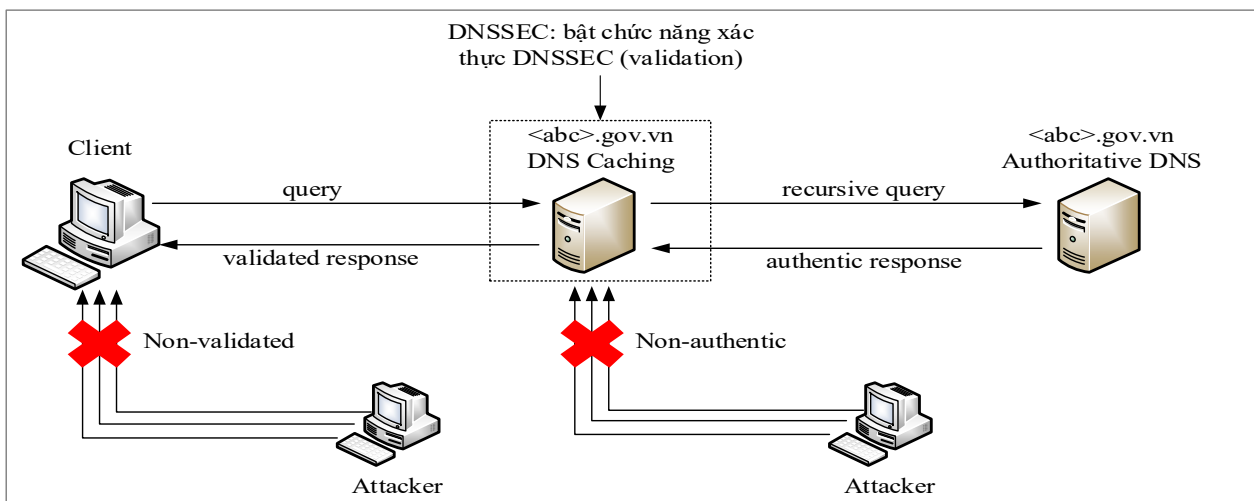 DNSSEC: bật chức năng xác
thực DNSSEC (validation)
<abc>.gov.vn
DNS Caching
<abc>.gov.vn
Authoritative DNS
Client
query
recursive query
validated response
authentic response
Non-validated
Non-authentic
Attacker
Attacker